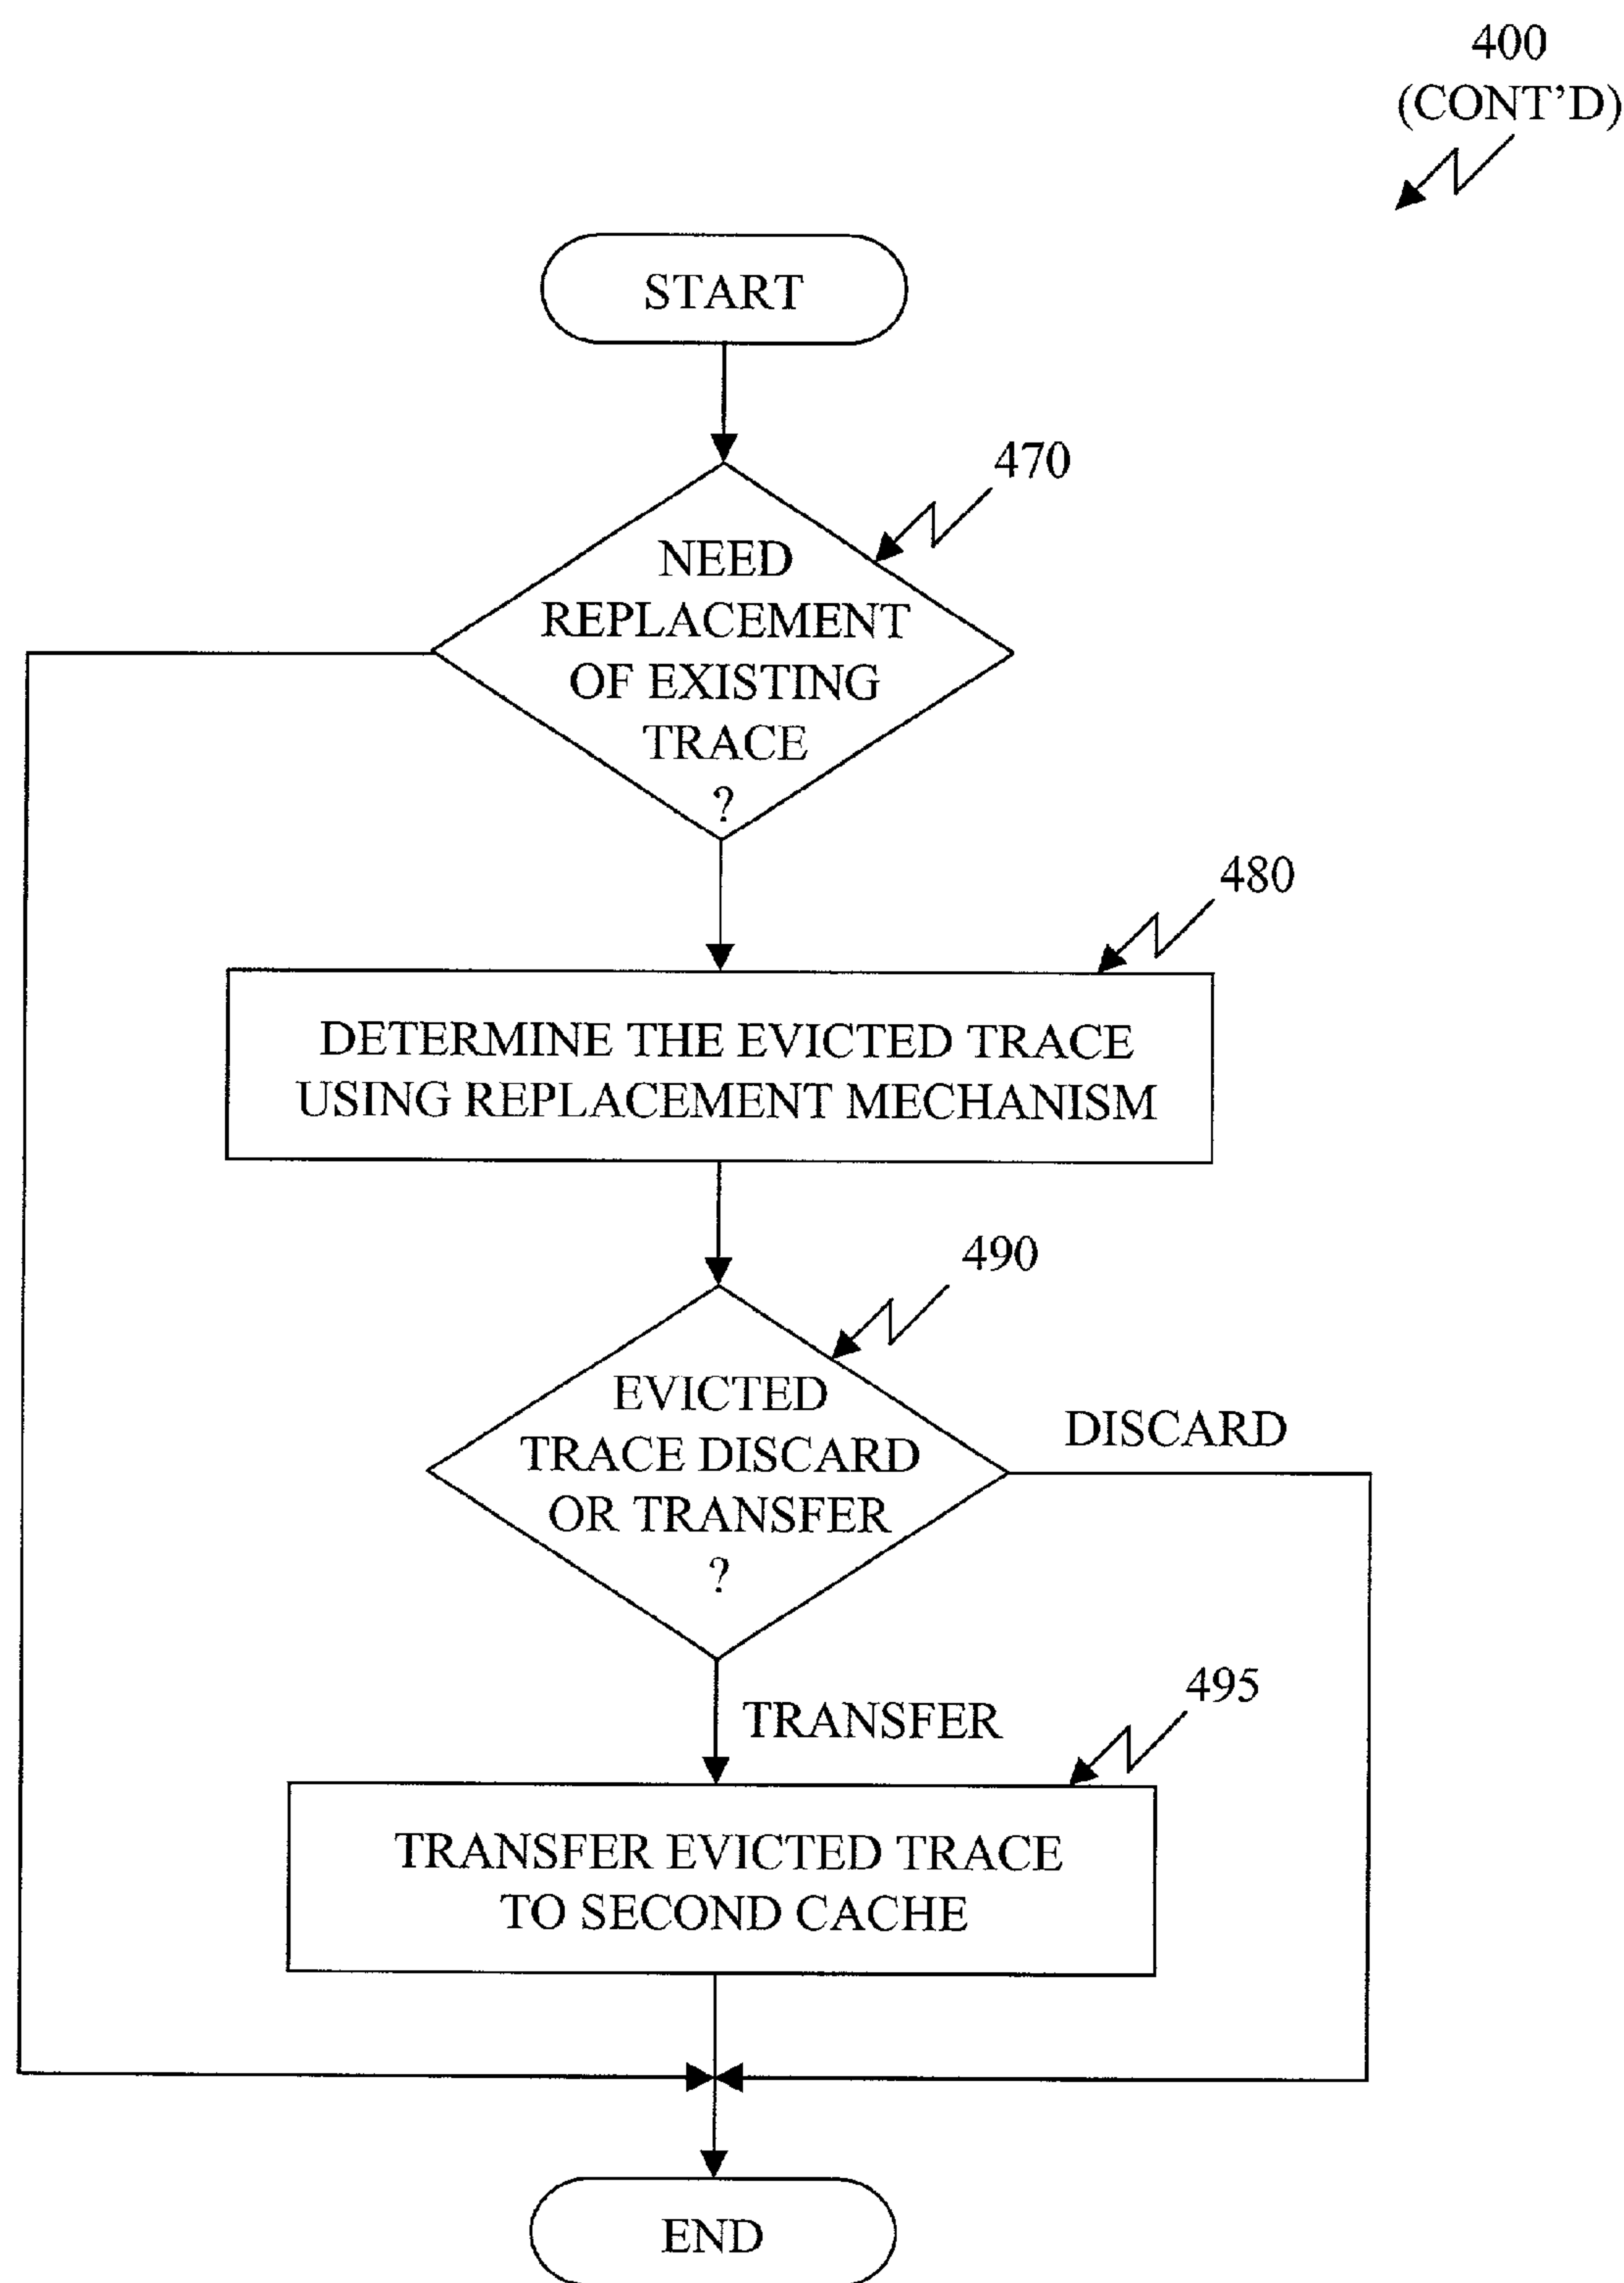 400
(CONT'D)
START
470
NEED
REPLACEMENT
OF EXISTING
TRACE
?
480
DETERMINE THE EVICTED TRACE
USING REPLACEMENT MECHANISM
490
EVICTED
TRACE DISCARD
OR TRANSFER
?
DISCARD
TRANSFER
495
TRANSFER EVICTED TRACE
TO SECOND CACHE
END